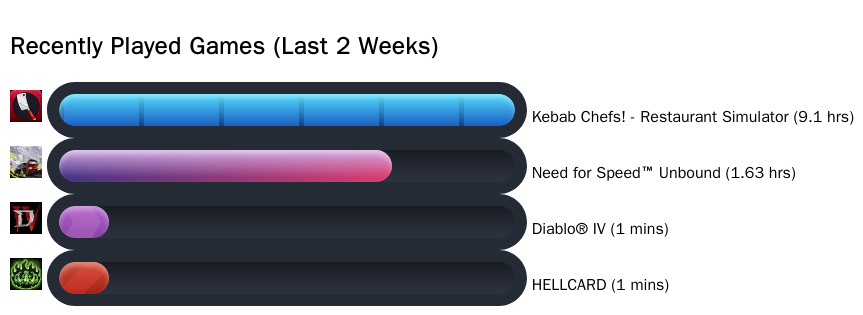 Recently Played Games (Last 2 Weeks)
Kebab Chefs! - Restaurant Simulator (9.1 hrs)
Need for Speed™ Unbound (1.63 hrs)
Diablo® IV (1 mins)
HELLCARD (1 mins)